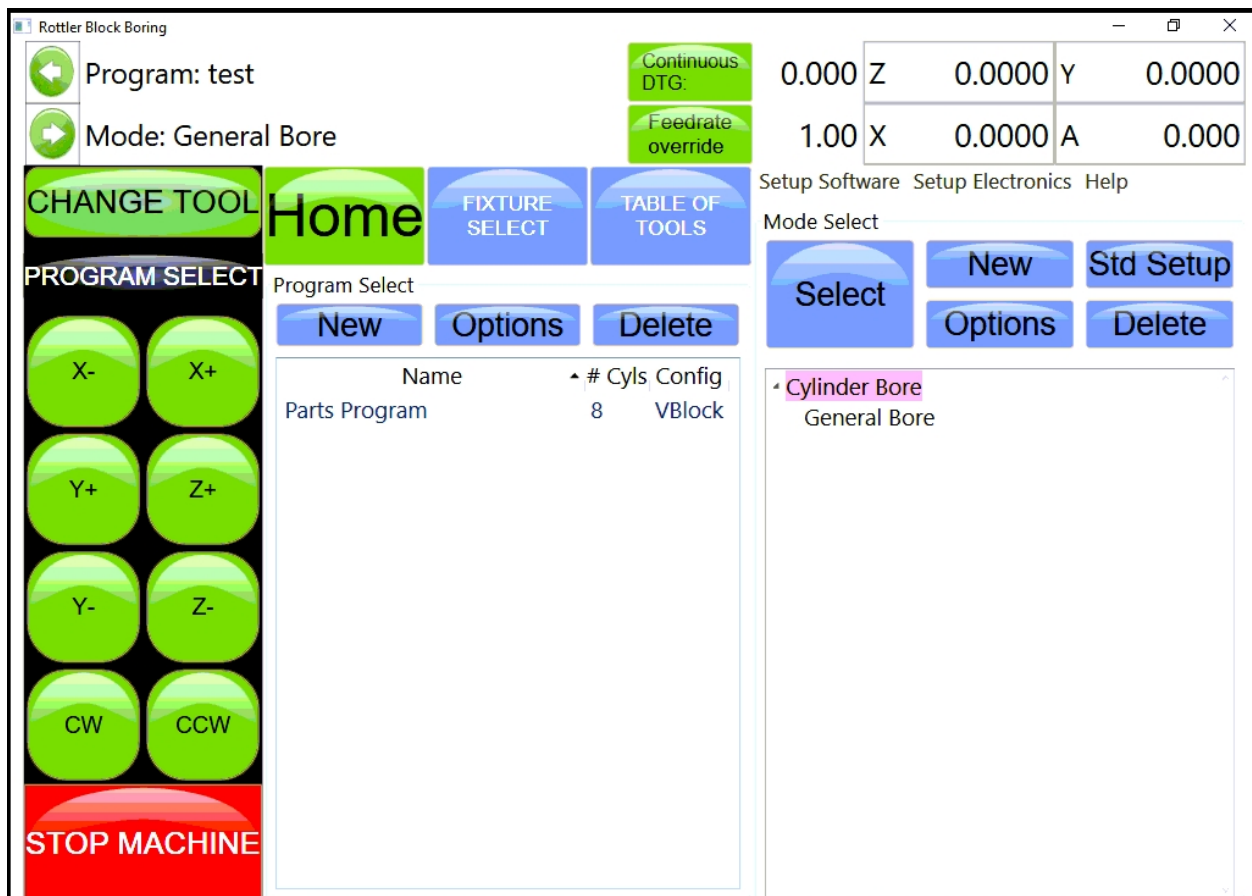 Rottler Block Boring
Program: test
Continuous
DTG:
0.000 Z 0.0000 Y 0.0000
Mode: General Bore
Feedrate
override
1.00 X 0.0000 A 0.000
CHANGE TOOL
Home
FIXTURE
SELECT
TABLE OF
TOOLS
Setup Software Setup Electronics Help
Mode Select
PROGRAM SELECT
Program Select
New Options Delete
Select
New Std Setup
Options Delete
X- X+
Y+ Z+
Y- Z-
CW CCW
STOP MACHINE
Name # Cyls Config
Parts Program 8 VBlock
Cylinder Bore
General Bore